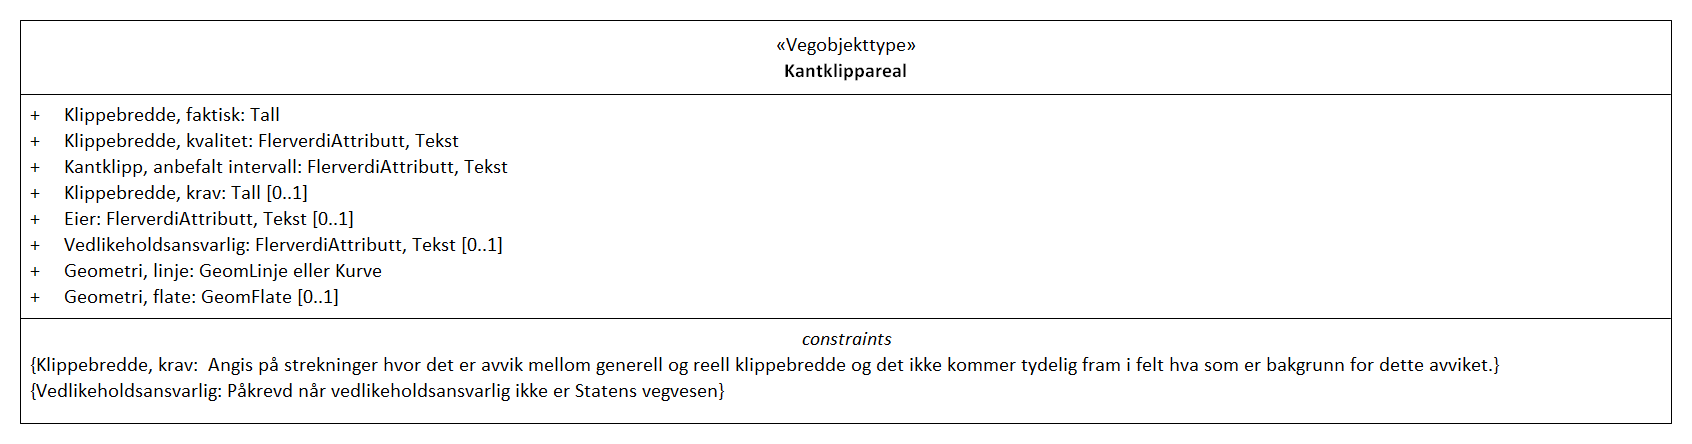 «Vegobjekttype»
Kantklippareal
+ Klippebredde, faktisk: Tall
+ Klippebredde, kvalitet: FlerverdiAttributt, Tekst
+ Kantklipp, anbefalt intervall: FlerverdiAttributt, Tekst
+ Klippebredde, krav: Tall [0..1]
+ Eier: FlerverdiAttributt, Tekst [0..1]
+ Vedlikeholdsansvarlig: FlerverdiAttributt, Tekst [0..1]
+ Geometri, linje: GeomLinje eller Kurve
+ Geometri, flate: GeomFlate [0..1]
constraints
{Klippebredde, krav:  Angis på strekninger hvor det er avvik mellom generell og reell klippebredde og det ikke kommer tydelig fram i felt hva som er bakgrunn for dette avviket.}
{Vedlikeholdsansvarlig: Påkrevd når vedlikeholdsansvarlig ikke er Statens vegvesen}